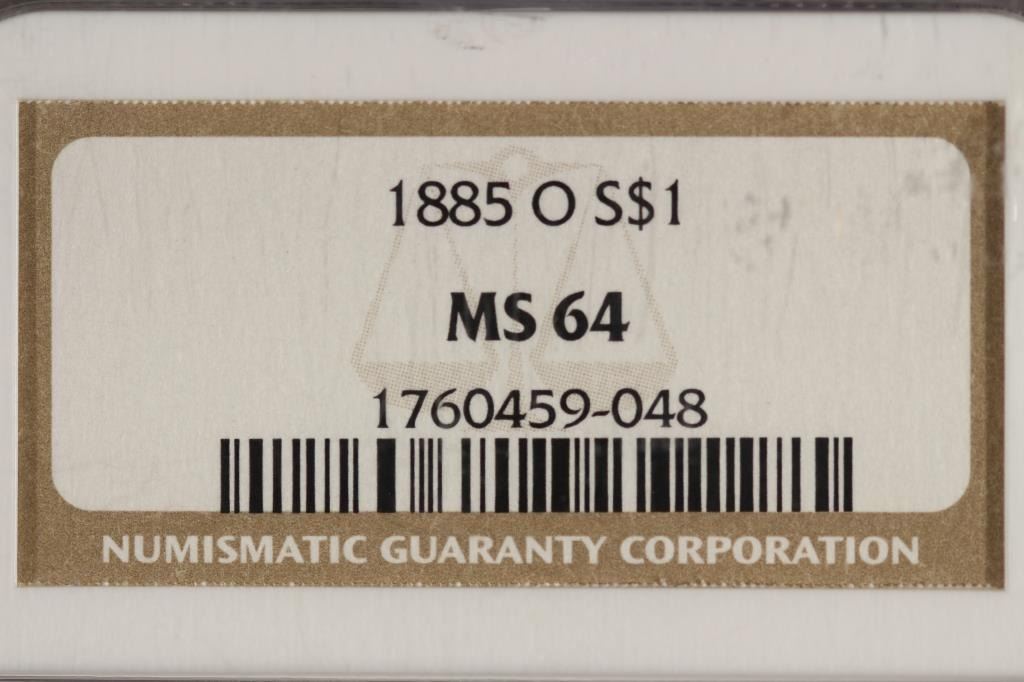 1885 O S$1
MS 64
1760459-048
NUMISMATIC GUARANTY CORPORATION